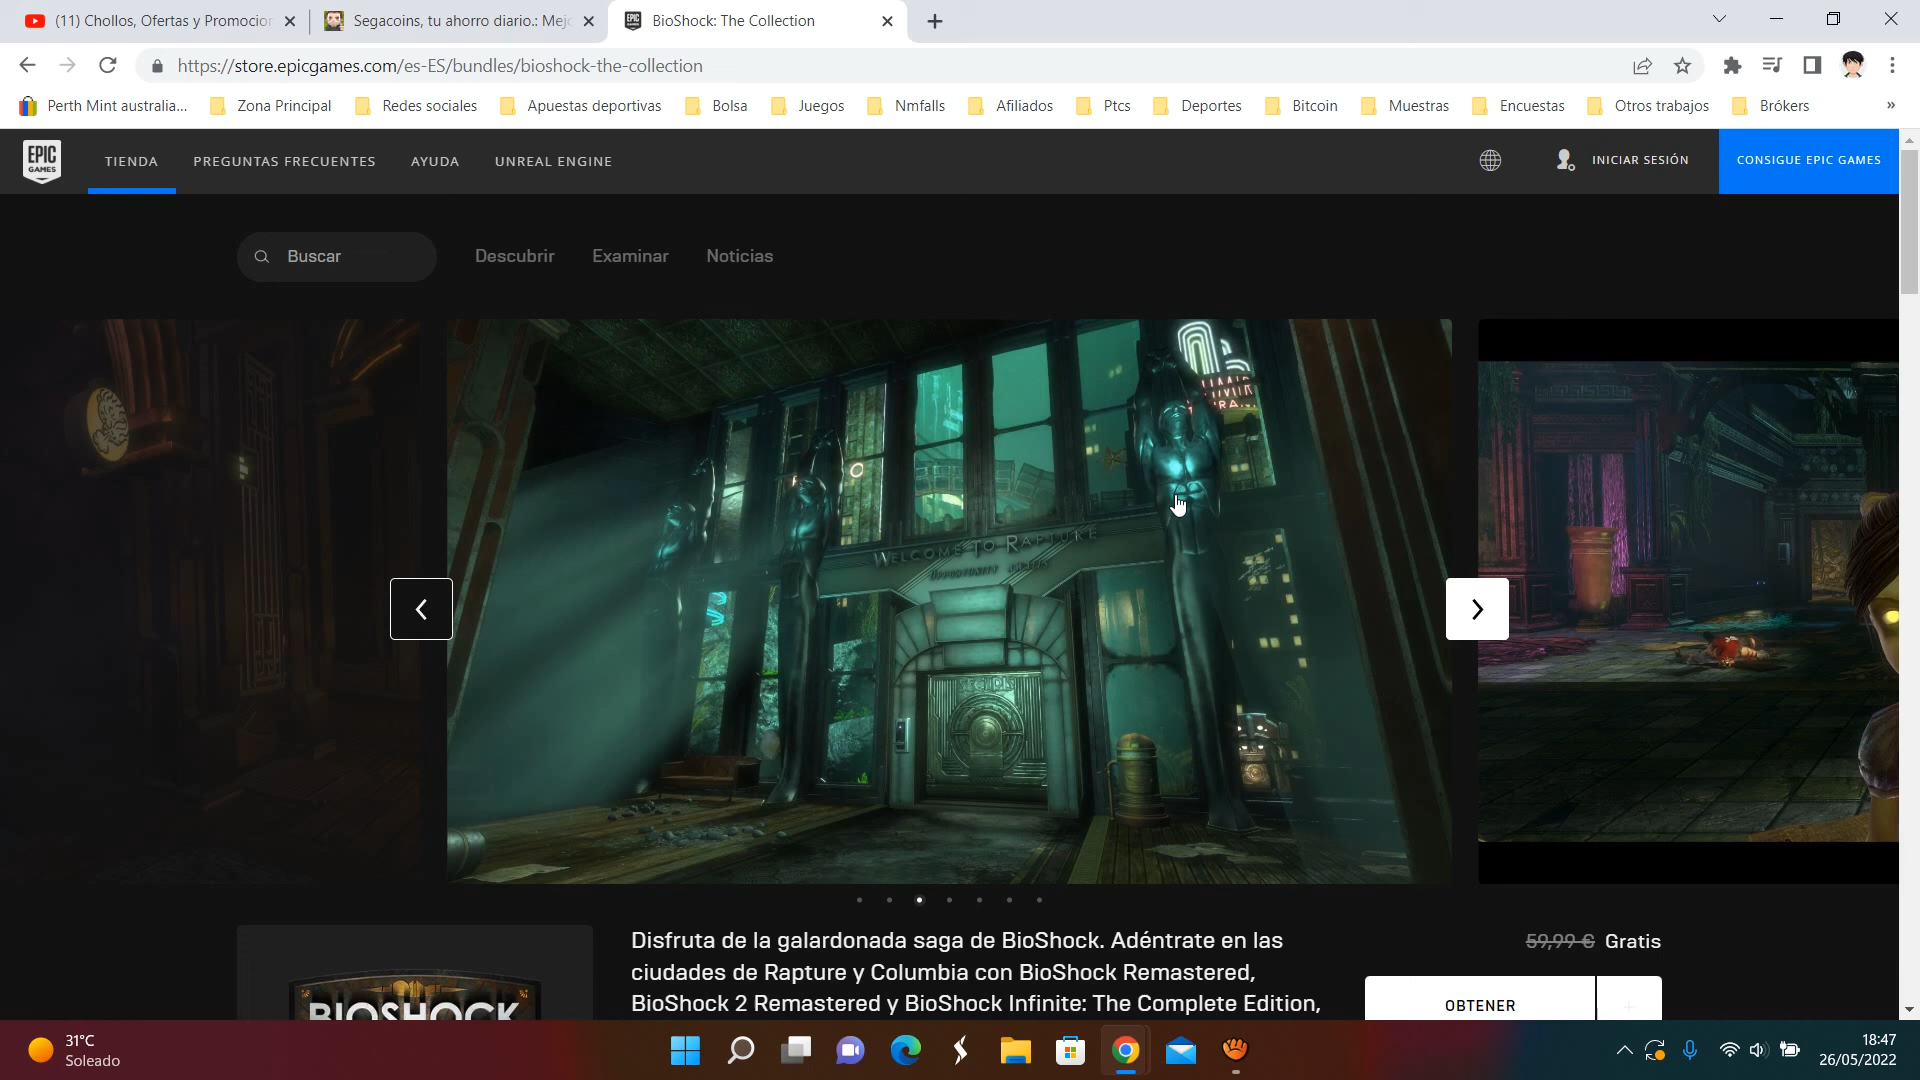 (11) Chollos, Ofertas y Promocion
Segacoins, tu ahorro diario.: Mejo
BioShock: The Collection
https://store.epicgames.com/es-ES/bundles/bioshock-the-collection
Perth Mint australia...
Zona Principal
Redes sociales
Apuestas deportivas
Bolsa
Juegos
Nmfalls
Afiliados
Ptcs
Deportes
Bitcoin
Muestras
Encuestas
Otros trabajos
Brókers
»
EPIC GAMES
TIENDA
PREGUNTAS FRECUENTES
AYUDA
UNREAL ENGINE
INICIAR SESIÓN
CONSIGUE EPIC GAMES
Buscar
Descubrir
Examinar
Noticias
WELCOME TO RAPTURE
Disfruta de la galardonada saga de BioShock. Adéntrate en las
ciudades de Rapture y Columbia con BioShock Remastered,
BioShock 2 Remastered y BioShock Infinite: The Complete Edition,
59,99 € Gratis
OBTENER
BIOSHOCK
31°C
Soleado
18:47
26/05/2022